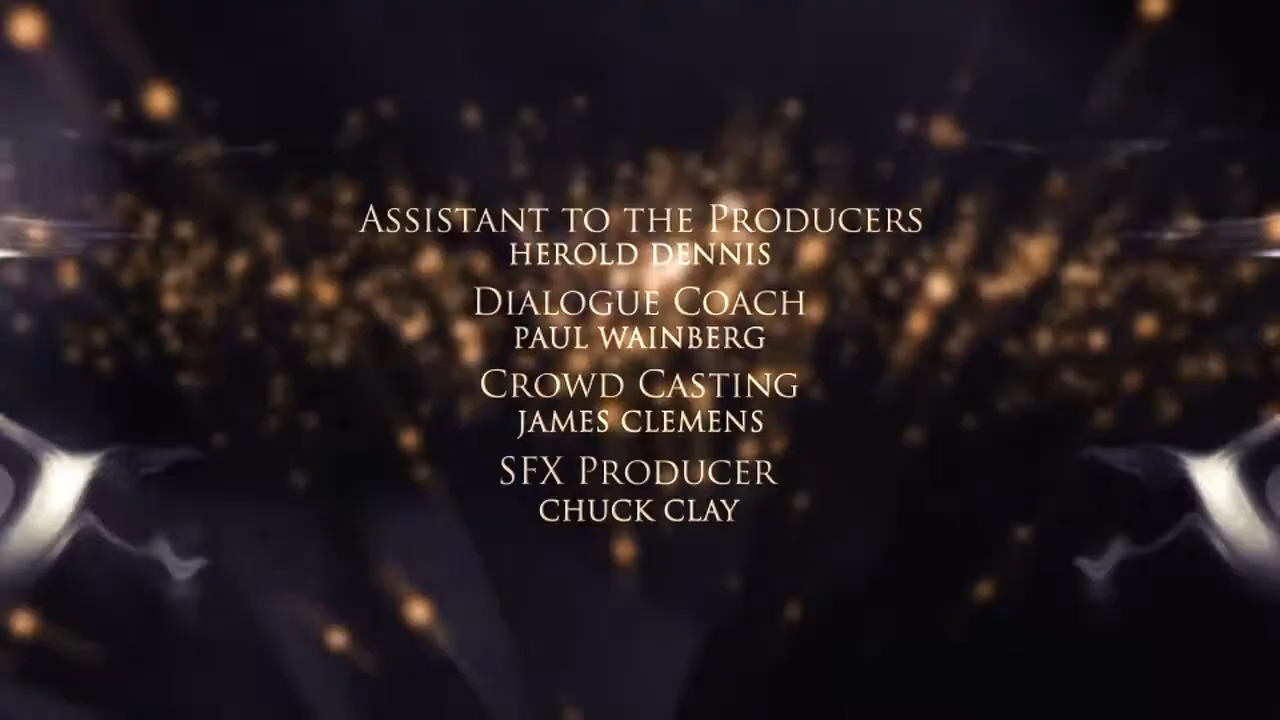 Assistant to the Producers
HEROLD DENNIS
Dialogue Coach
PAUL WAINBERG
Crowd Casting
JAMES CLEMENS
SFX Producer
CHUCK CLAY